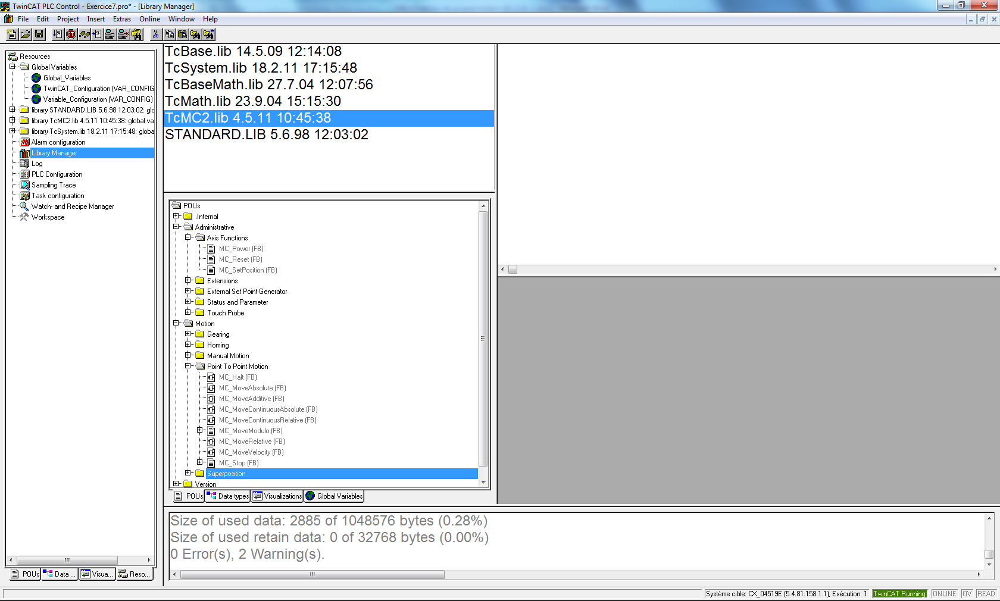 TwinCAT PLC Control - Exercice7.pro* - [Library Manager]
File Edit Project Insert Extras Online Window Help
Resources
Global Variables
Global_Variables
TwinCAT_Configuration (VAR_CONFIG
Variable_Configuration (VAR_CONFIG)
library STANDARD.LIB 5.6.98 12:03:02: glo
library TcMC2.lib 4.5.11 10:45:38: global va
library TcSystem.lib 18.2.11 17:15:48: globa
Alarm configuration
Library Manager
Log
PLC Configuration
Sampling Trace
Task configuration
Watch- and Recipe Manager
Workspace
POUs Data ... Visua... Reso...
TcBase.lib 14.5.09 12:14:08
TcSystem.lib 18.2.11 17:15:48
TcBaseMath.lib 27.7.04 12:07:56
TcMath.lib 23.9.04 15:15:30
TcMC2.lib 4.5.11 10:45:38
STANDARD.LIB 5.6.98 12:03:02
POUs
.Internal
Administrative
Axis Functions
MC_Power (FB)
MC_Reset (FB)
MC_SetPosition (FB)
Extensions
External Set Point Generator
Status and Parameter
Touch Probe
Motion
Gearing
Homing
Manual Motion
Point To Point Motion
MC_Halt (FB)
MC_MoveAbsolute (FB)
MC_MoveAdditive (FB)
MC_MoveContinuousAbsolute (FB)
MC_MoveContinuousRelative (FB)
MC_MoveModulo (FB)
MC_MoveRelative (FB)
MC_MoveVelocity (FB)
MC_Stop (FB)
Superposition
Version
POUs Data types Visualizations Global Variables
Size of used data: 2885 of 1048576 bytes (0.28%)
Size of used retain data: 0 of 32768 bytes (0.00%)
0 Error(s), 2 Warning(s).
Système cible: CX_04519E (5.4.81.158.1.1), Exécution: 1 TwinCAT Running ONLINE OV READ